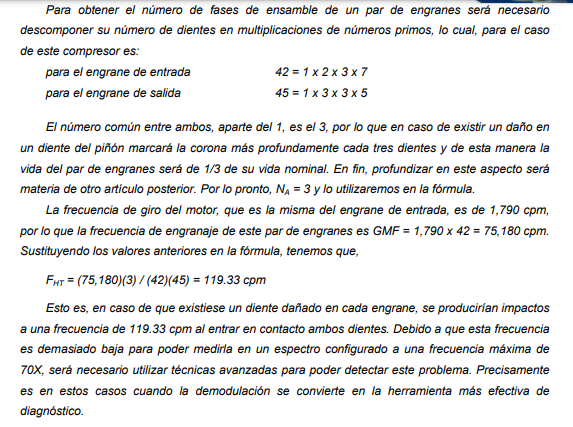 Para obtener el número de fases de ensamble de un par de engranes será necesario
descomponer su número de dientes en multiplicaciones de números primos, lo cual, para el caso
de este compresor es:
para el engrane de entrada 42 = 1 x 2 x 3 x 7
para el engrane de salida 45 = 1 x 3 x 3 x 5
El número común entre ambos, aparte del 1, es el 3, por lo que en caso de existir un daño en
un diente del piñón marcará la corona más profundamente cada tres dientes y de esta manera la
vida del par de engranes será de 1/3 de su vida nominal. En fin, profundizar en este aspecto será
materia de otro artículo posterior. Por lo pronto, NA = 3 y lo utilizaremos en la fórmula.
La frecuencia de giro del motor, que es la misma del engrane de entrada, es de 1,790 cpm,
por lo que la frecuencia de engranaje de este par de engranes es GMF = 1,790 x 42 = 75,180 cpm.
Sustituyendo los valores anteriores en la fórmula, tenemos que,
FHT = (75,180)(3) / (42)(45) = 119.33 cpm
Esto es, en caso de que existiese un diente dañado en cada engrane, se producirían impactos
a una frecuencia de 119.33 cpm al entrar en contacto ambos dientes. Debido a que esta frecuencia
es demasiado baja para poder medirla en un espectro configurado a una frecuencia máxima de
70X, será necesario utilizar técnicas avanzadas para poder detectar este problema. Precisamente
es en estos casos cuando la demodulación se convierte en la herramienta más efectiva de
diagnóstico.